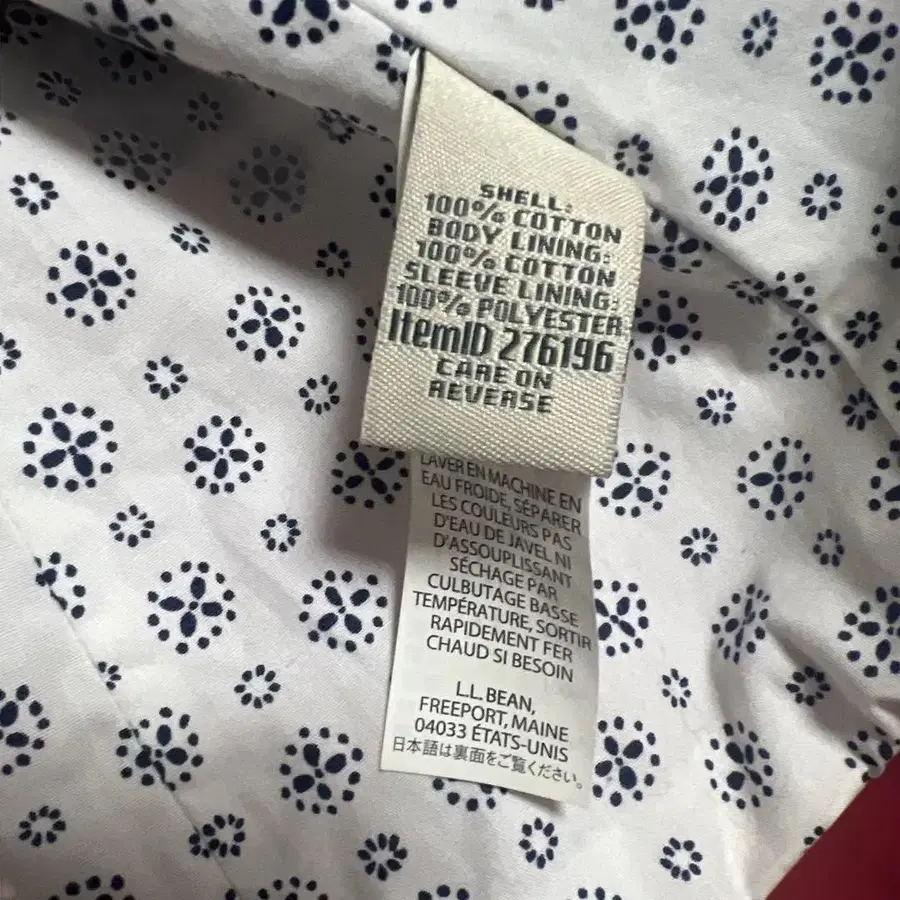 SHELL:
100% COTTON
BODY LINING:
100% COTTON
SLEEVE LINING:
100% POLYESTER
ItemID 276196
CARE ON
REVERSE
LAVER EN MACHINE EN
EAU FROIDE, SÉPARER
LES COULEURS PAS
D'EAU DE JAVEL NI
D'ASSOUPLISSANT
SÉCHAGE PAR
CULBUTAGE BASSE
TEMPÉRATURE, SORTIR
RAPIDEMENT FER
CHAUD SI BESOIN
L.L. BEAN,
FREEPORT, MAINE
04033 ÉTATS-UNIS
日本語は裏面をご覧ください。